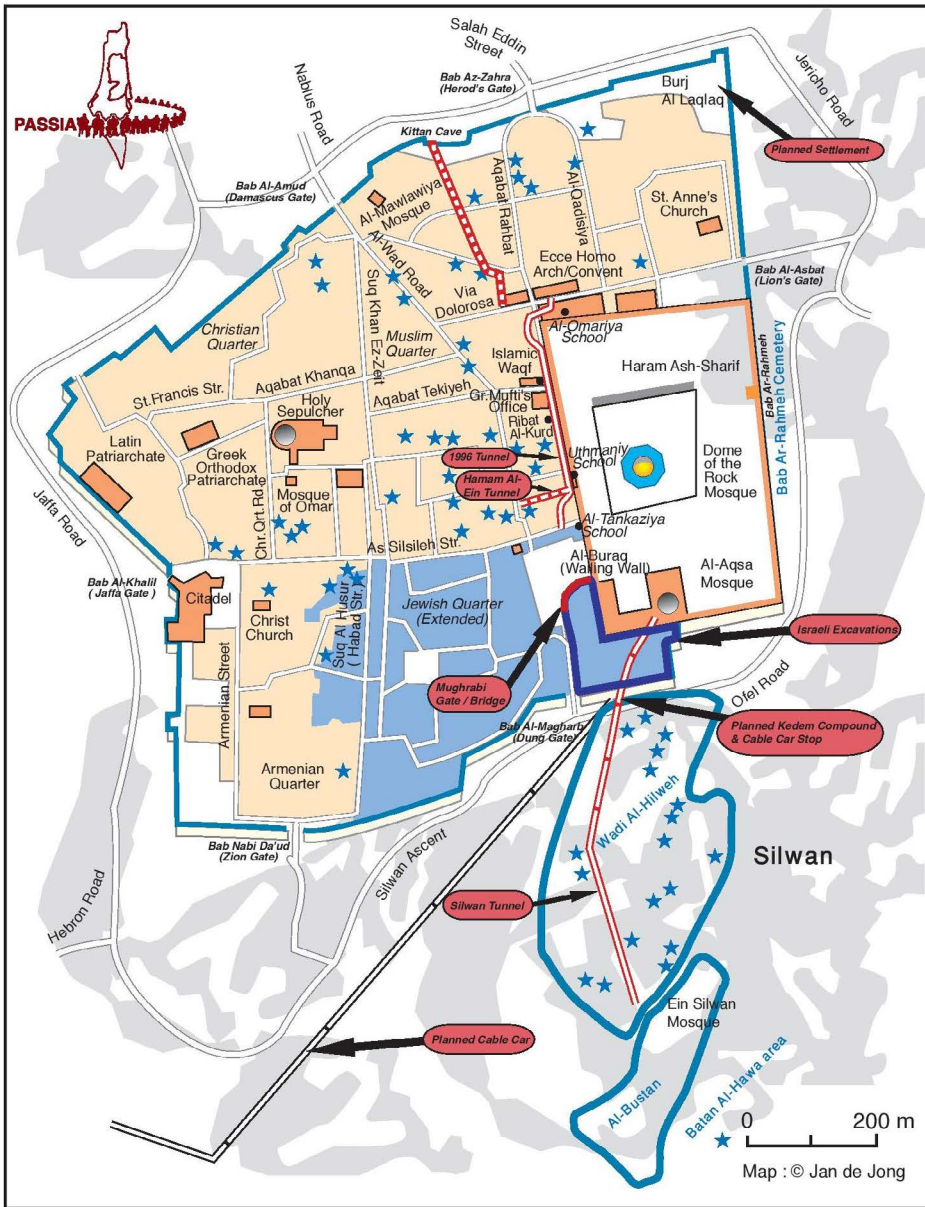 Salah Eddin
Street
Burj
Al Laqlaq
Jericho Road
Nablus Road
Bab Az-Zahra
(Herod's Gate)
PASSIA
Kittan Cave
Planned Settlement
Bab Al-Amud
(Damascus Gate)
Al-Mawlawiya
Mosque
Aqabat Rahbat
Al-Qadisiya
St. Anne's
Church
Al-Wad Road
Ecce Homo
Arch/Convent
Via
Dolorosa
Bab Al-Asbat
(Lion's Gate)
Suq Khan Ez-Zeit
Christian
Quarter
Muslim
Quarter
Al-Omariya
School
Haram Ash-Sharif
Bab Ar-Rahmeh
Bab Ar-Rahmeh Cemetery
St.Francis Str.
Aqabat Khanqa
Aqabat Tekiyeh
Islamic
Waqf
Gr.Mufti's
Office
Ribat
Al-Kurd
Holy
Sepulcher
Latin
Patriarchate
Greek
Orthodox
Patriarchate
1996 Tunnel
Uthmaniy
School
Dome
of the
Rock
Mosque
Hamam Al-
Ein Tunnel
Mosque
of Omar
Chr.Qrt.Rd
Jaffa Road
Al-Tankaziya
School
As Silsileh Str.
Al-Buraq
(Wailing Wall)
Al-Aqsa
Mosque
Bab Al-Khalil
( Jaffa Gate )
Citadel
Christ
Church
Suq Al Husur
( Habad Str.)
Jewish Quarter
(Extended)
Israeli Excavations
Mughrabi
Gate / Bridge
Ofel Road
Armenian Street
Bab Al-Magharb
(Dung Gate)
Planned Kedem Compound
& Cable Car Stop
Armenian
Quarter
Wadi Al-Hilweh
Bab Nabi Da'ud
(Zion Gate)
Silwan Ascent
Silwan
Hebron Road
Silwan Tunnel
Ein Silwan
Mosque
Planned Cable Car
Al-Bustan
Batan Al-Hawa area
0 200 m
Map : © Jan de Jong